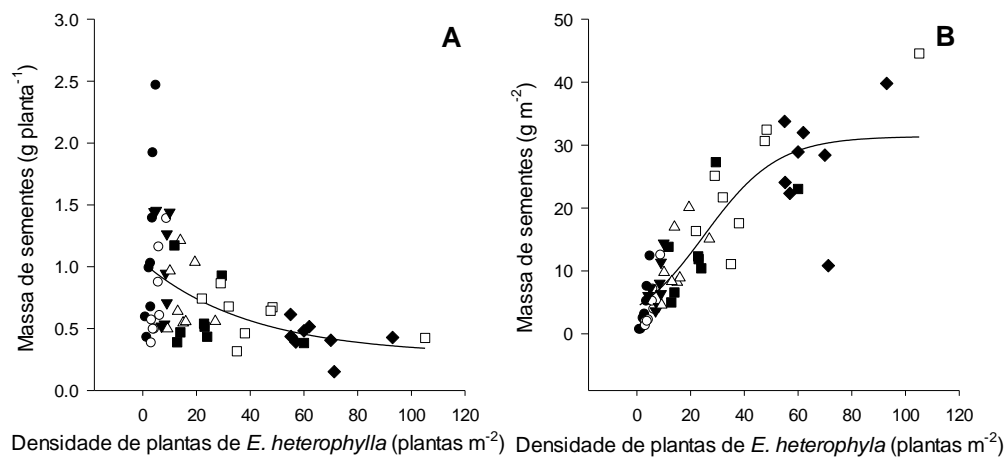 A
Massa de sementes (g planta⁻¹)
3.0
2.5
2.0
1.5
1.0
0.5
0.0
0 20 40 60 80 100 120
Densidade de plantas de E. heterophylla (plantas m⁻²)
B
Massa de sementes (g m⁻²)
50
40
30
20
10
0
0 20 40 60 80 100 120
Densidade de plantas de E. heterophyla (plantas m⁻²)